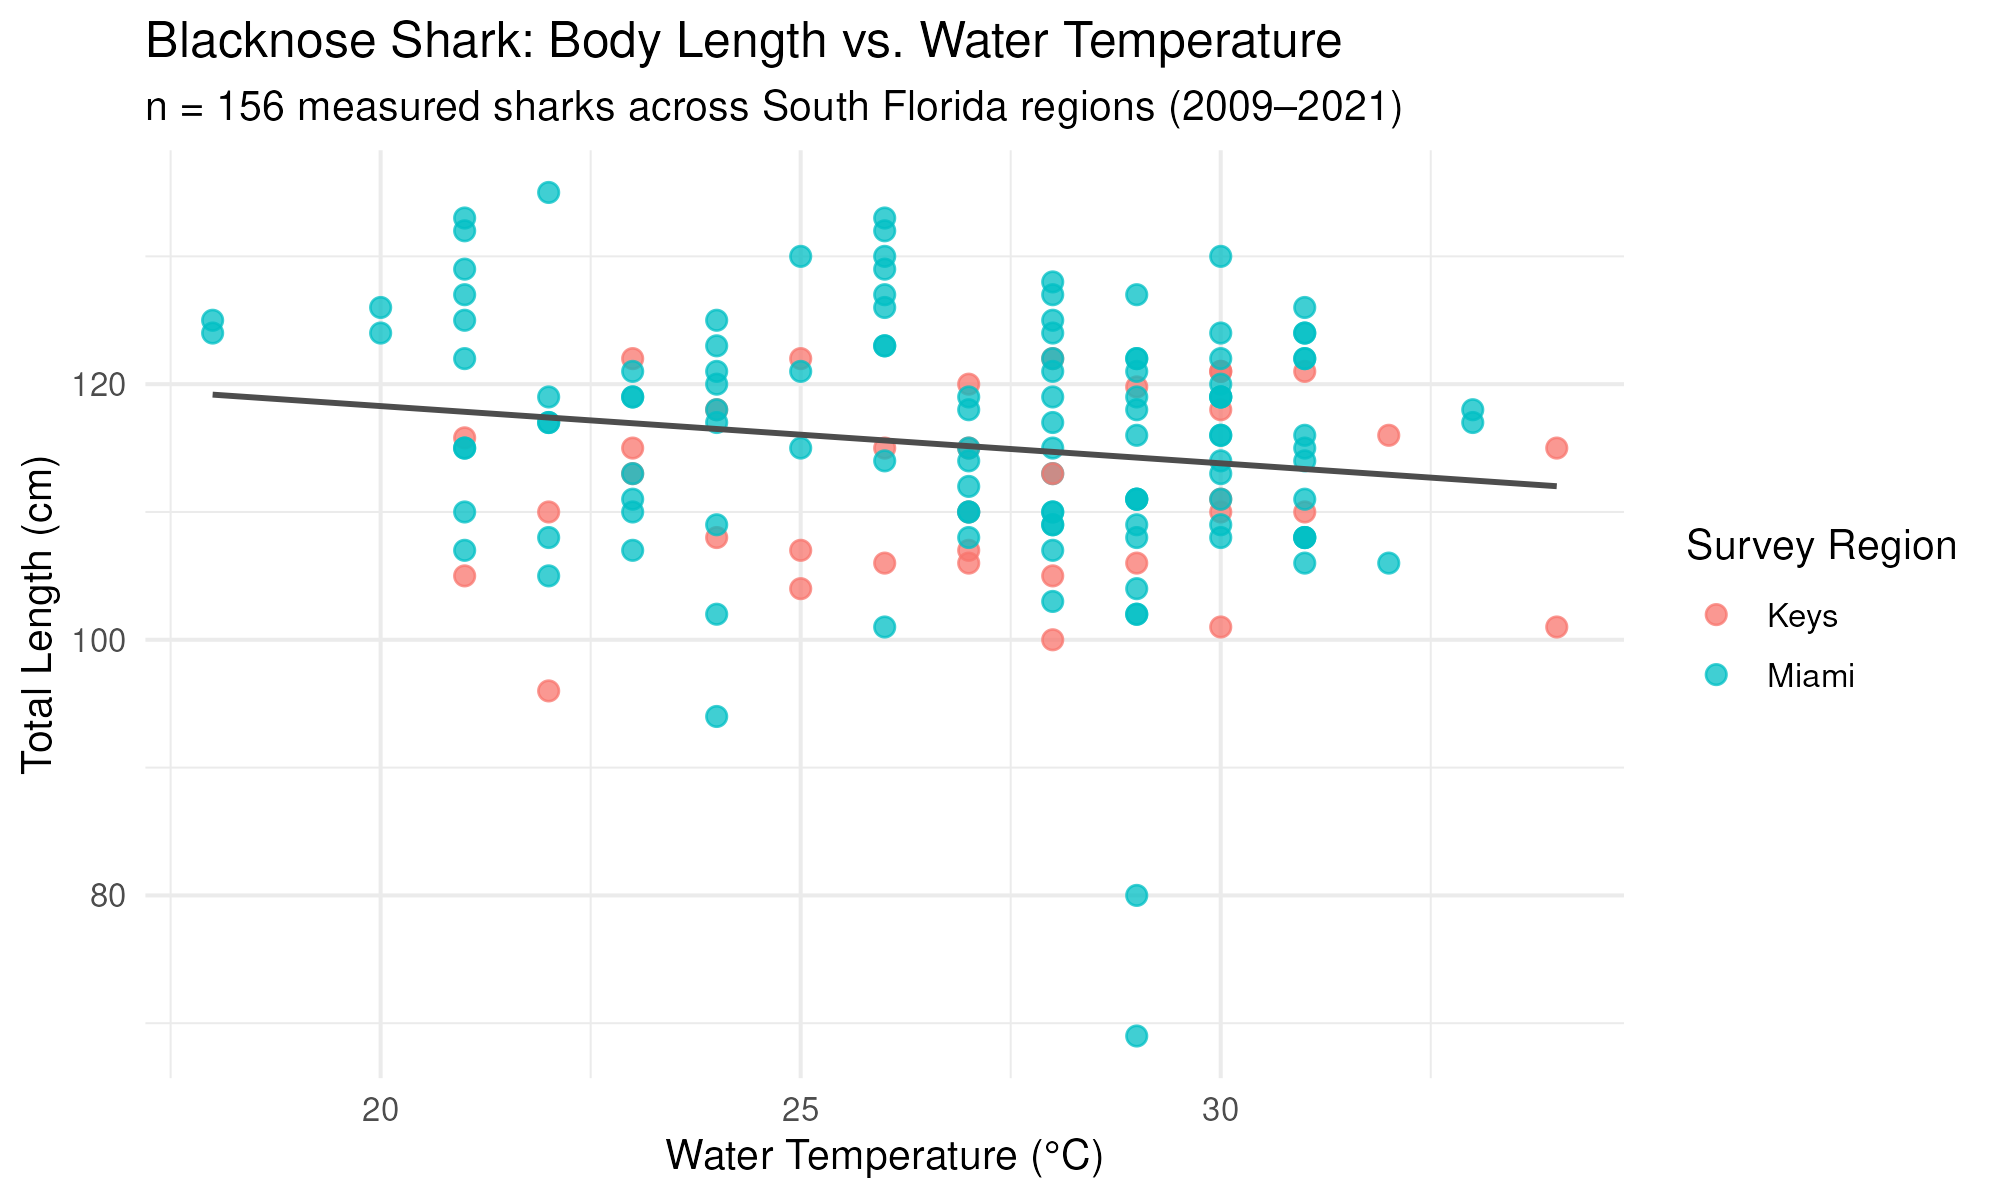 Blacknose Shark: Body Length vs. Water Temperature
n = 156 measured sharks across South Florida regions (2009–2021)
Total Length (cm)
120
100
80
20
25
30
Water Temperature (°C)
Survey Region
Keys
Miami